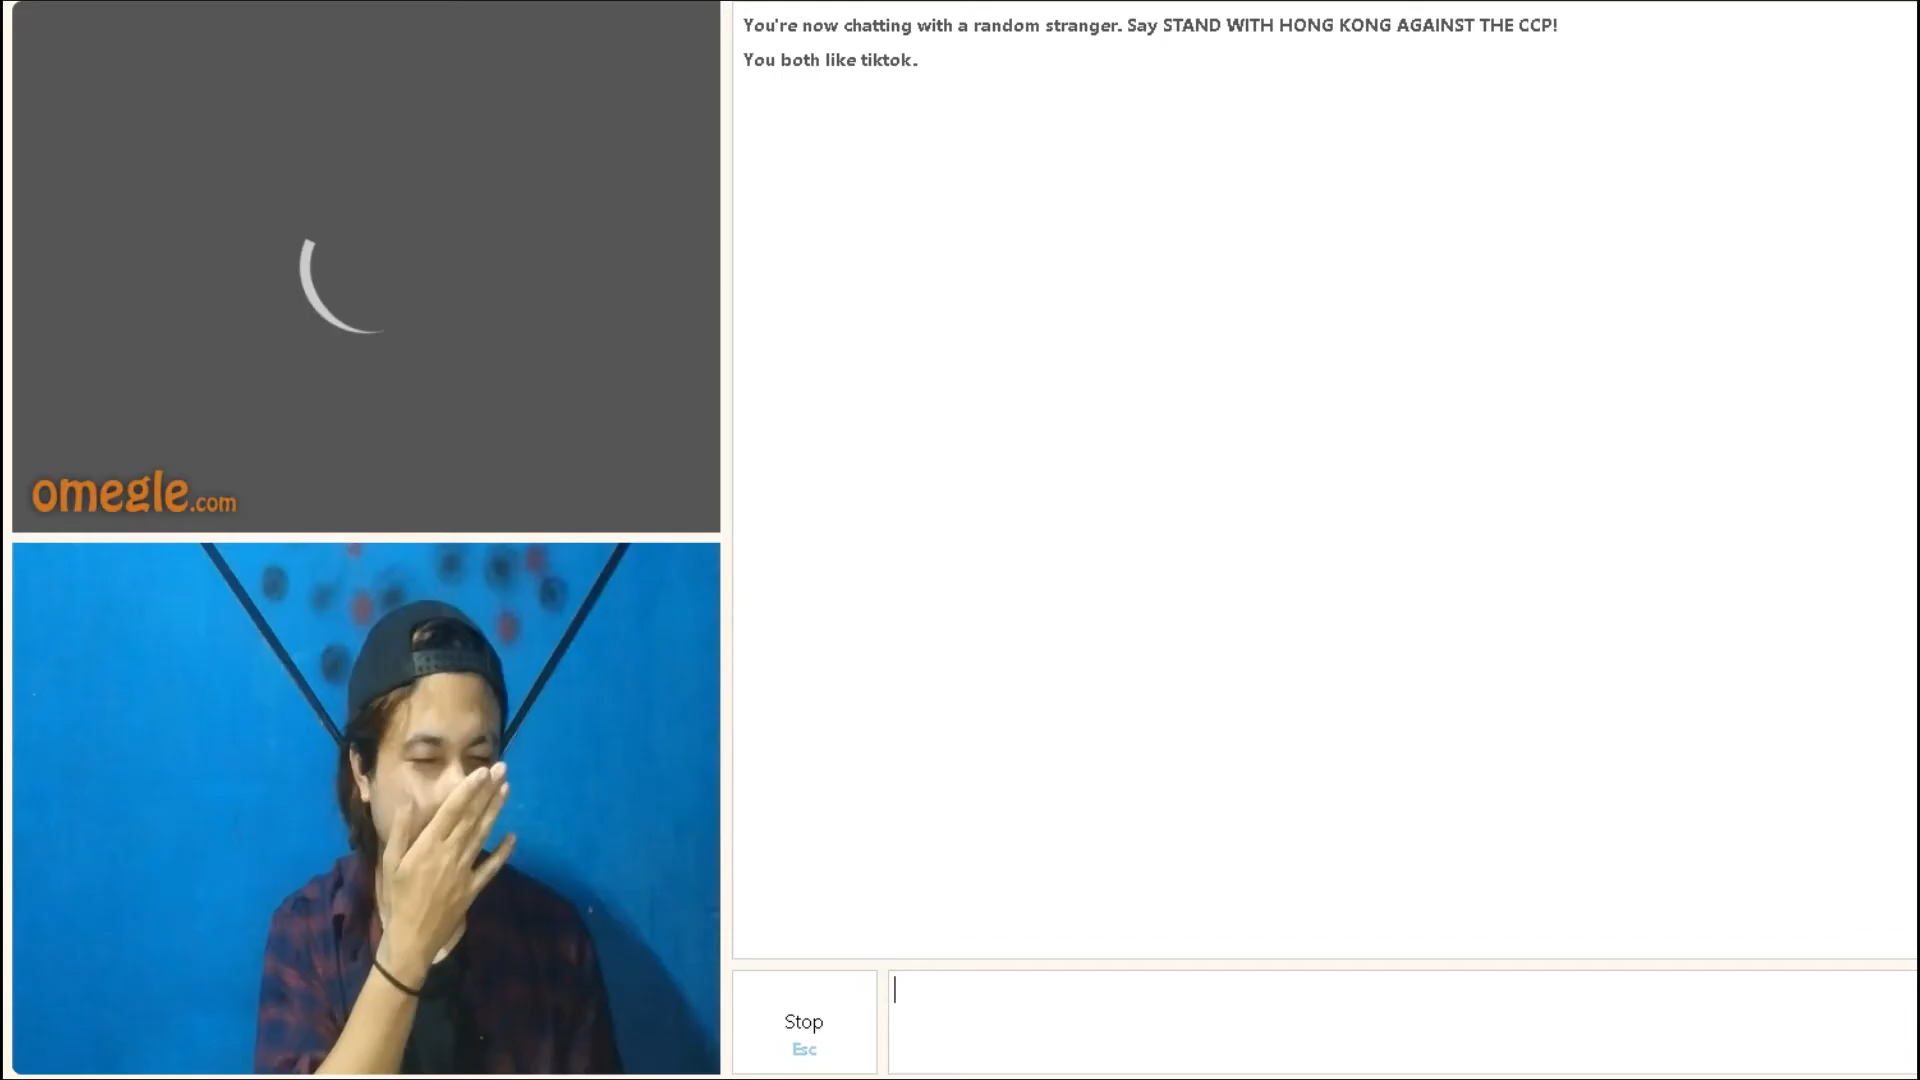 You're now chatting with a random stranger. Say STAND WITH HONG KONG AGAINST THE CCP!
You both like tiktok.
omegle.com
Stop
Esc